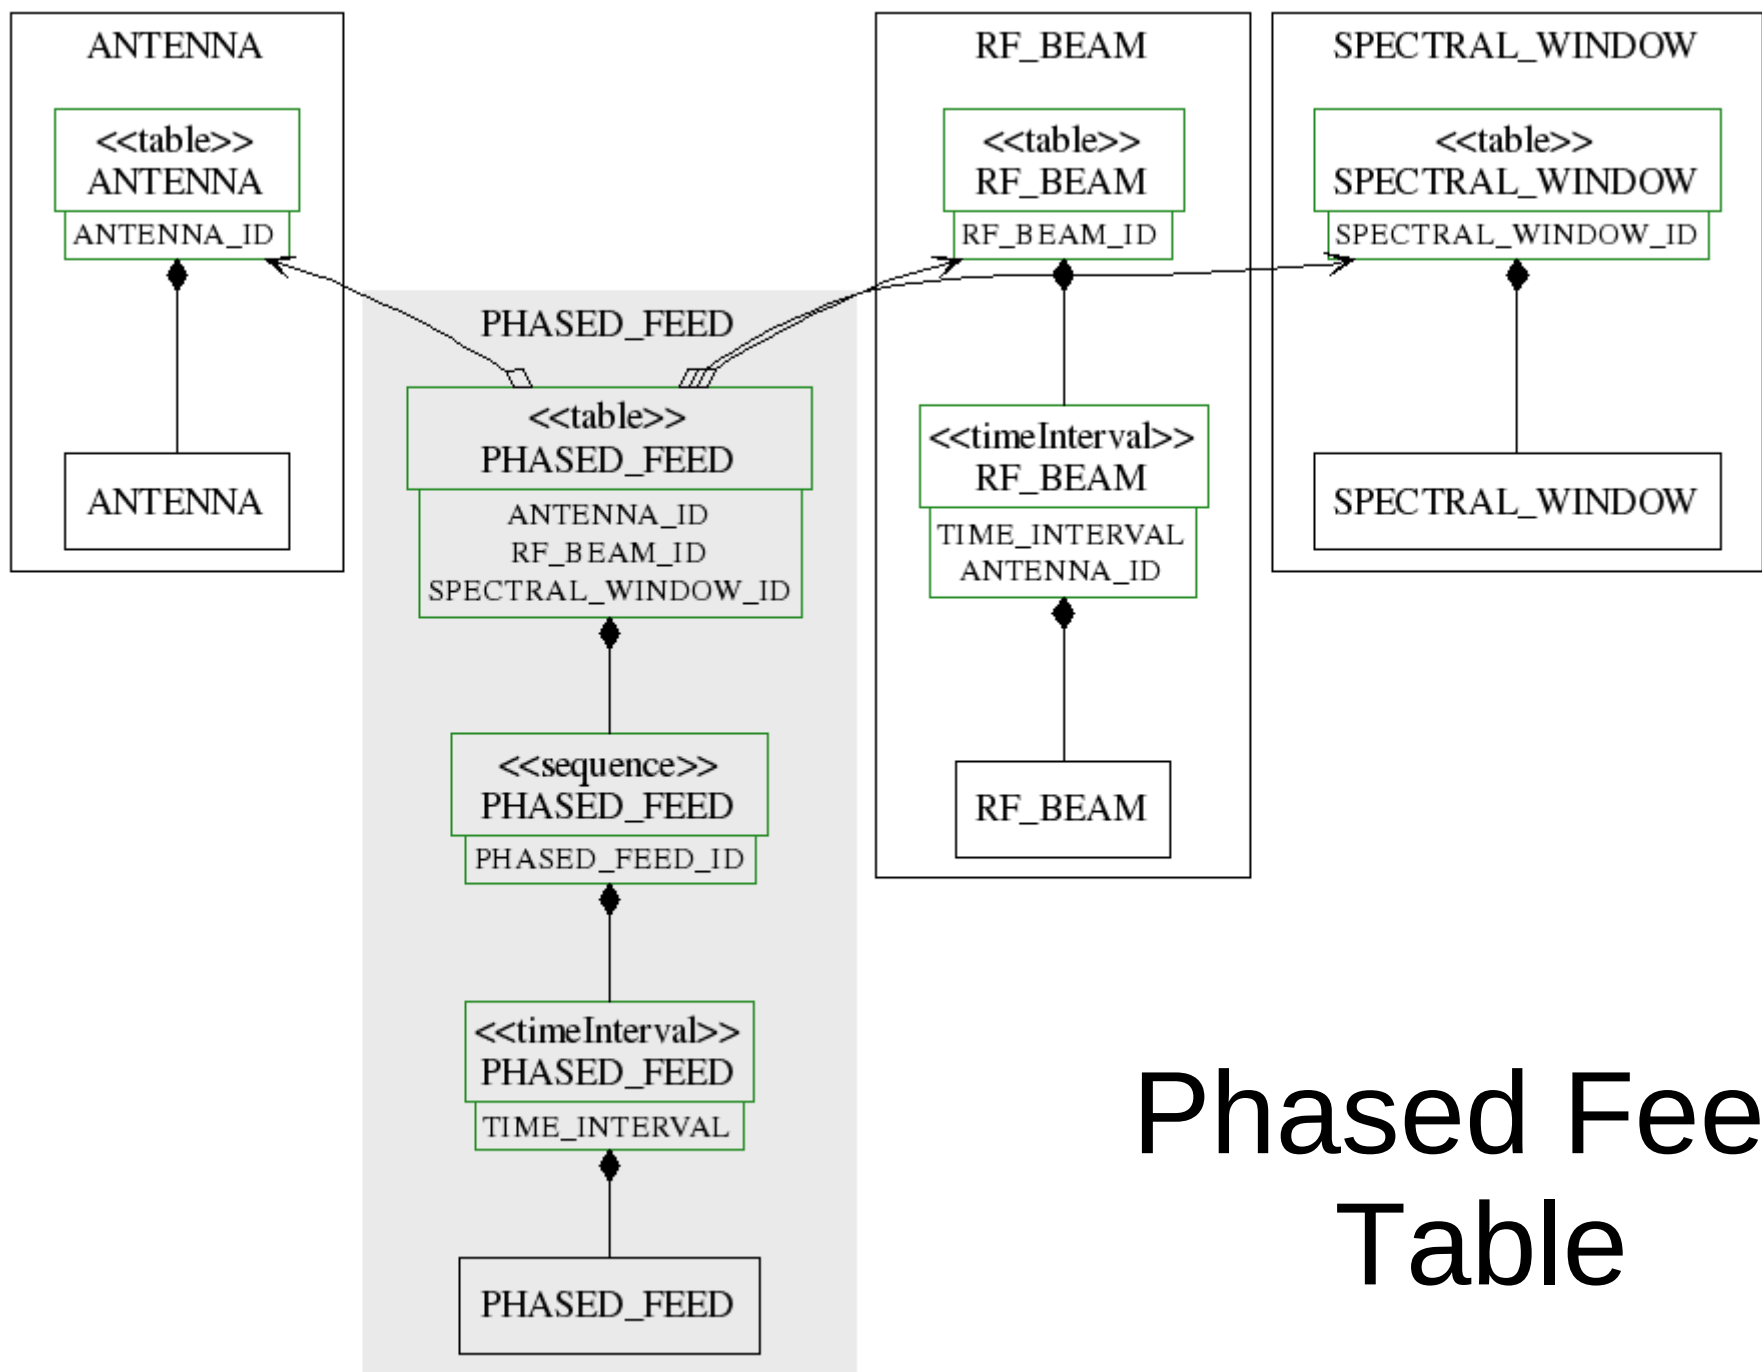 ANTENNA
<<table>>
ANTENNA
ANTENNA_ID
ANTENNA
PHASED_FEED
<<table>>
PHASED_FEED
ANTENNA_ID
RF_BEAM_ID
SPECTRAL_WINDOW_ID
<<sequence>>
PHASED_FEED
PHASED_FEED_ID
<<timeInterval>>
PHASED_FEED
TIME_INTERVAL
PHASED_FEED
RF_BEAM
<<table>>
RF_BEAM
RF_BEAM_ID
<<timeInterval>>
RF_BEAM
TIME_INTERVAL
ANTENNA_ID
RF_BEAM
SPECTRAL_WINDOW
<<table>>
SPECTRAL_WINDOW
SPECTRAL_WINDOW_ID
SPECTRAL_WINDOW
Phased Fee
Table